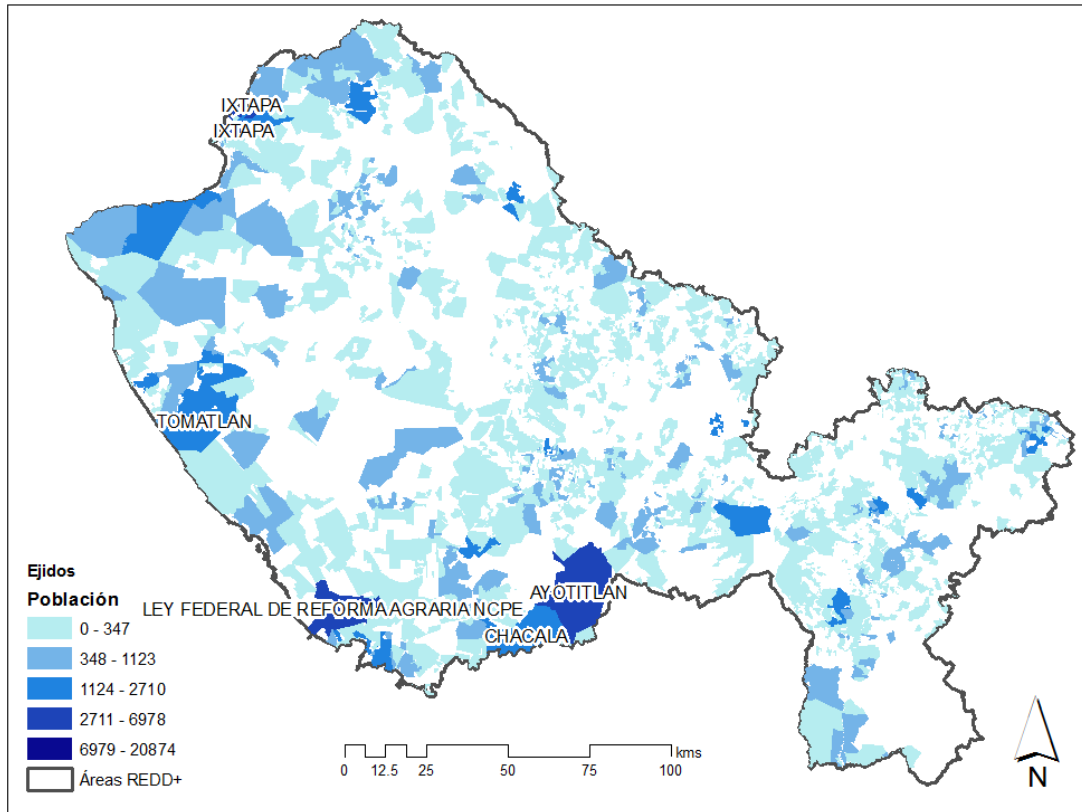 IXTAPA
IXTAPA
TOMATLAN
LEY FEDERAL DE REFORMA AGRARIA NCPE
AYOTITLAN
CHACALA
Ejidos
Población
0 - 347
348 - 1123
1124 - 2710
2711 - 6978
6979 - 20874
Áreas REDD+
kms
0 12.5 25 50 75 100
N